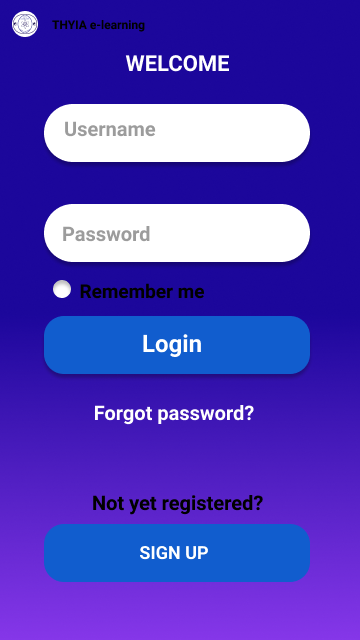 THYIA e-learning
WELCOME
Username
Password
Remember me
Login
Forgot password?
Not yet registered?
SIGN UP